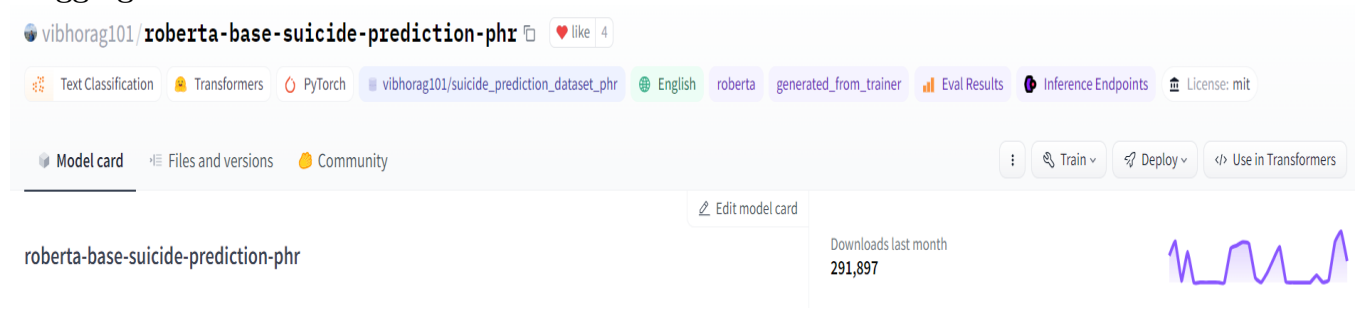 vibhorag101/roberta-base-suicide-prediction-phr like 4
Text Classification Transformers PyTorch vibhorag101/suicide_prediction_dataset_phr English roberta generated_from_trainer Eval Results Inference Endpoints License: mit
Model card Files and versions Community Train Deploy </> Use in Transformers
Edit model card
roberta-base-suicide-prediction-phr
Downloads last month
291,897